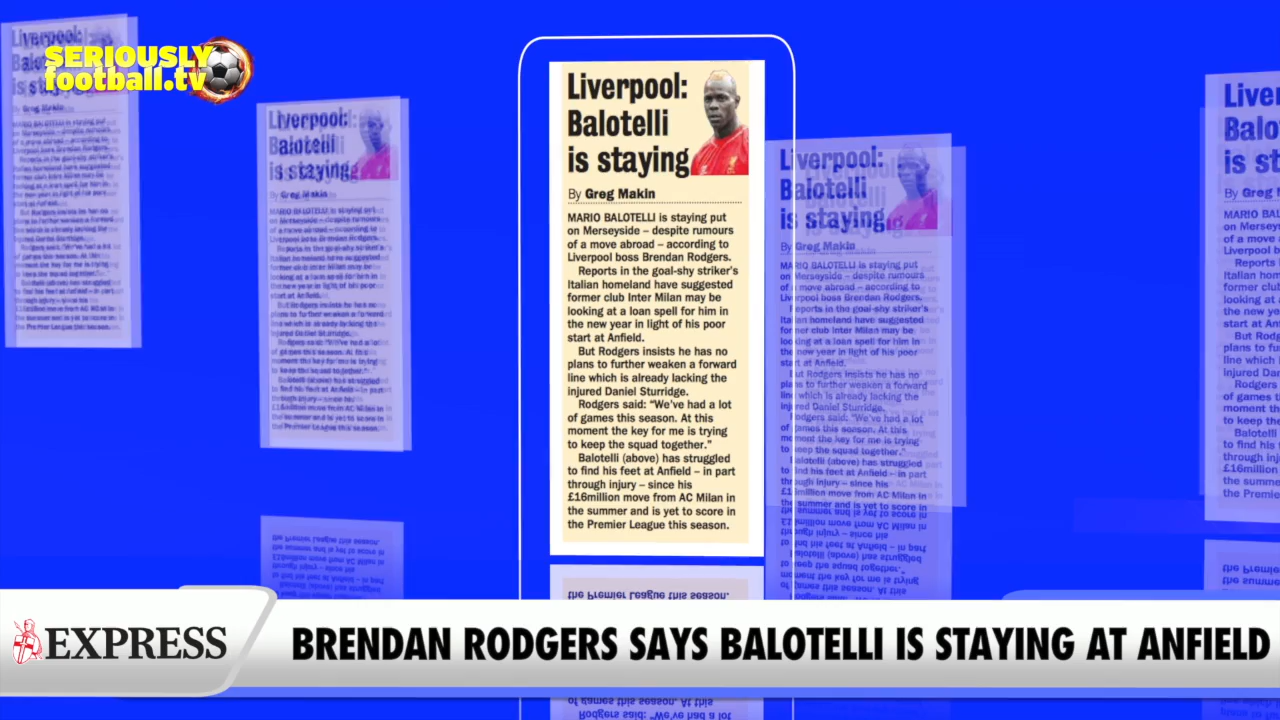 SERIOUSLY
football.tv
Liverpool:
Balotelli
is staying
By Greg Makin
MARIO BALOTELLI is staying put
on Merseyside – despite rumours
of a move abroad – according to
Liverpool boss Brendan Rodgers.
Reports in the goal-shy striker's
Italian homeland have suggested
former club Inter Milan may be
looking at a loan spell for him in
the new year in light of his poor
start at Anfield.
But Rodgers insists he has no
plans to further weaken a forward
line which is already lacking the
injured Daniel Sturridge.
Rodgers said: "We've had a lot
of games this season. At this
moment the key for me is trying
to keep the squad together."
Balotelli (above) has struggled
to find his feet at Anfield – in part
through injury – since his
£16million move from AC Milan in
the summer and is yet to score in
the Premier League this season.
EXPRESS
BRENDAN RODGERS SAYS BALOTELLI IS STAYING AT ANFIELD